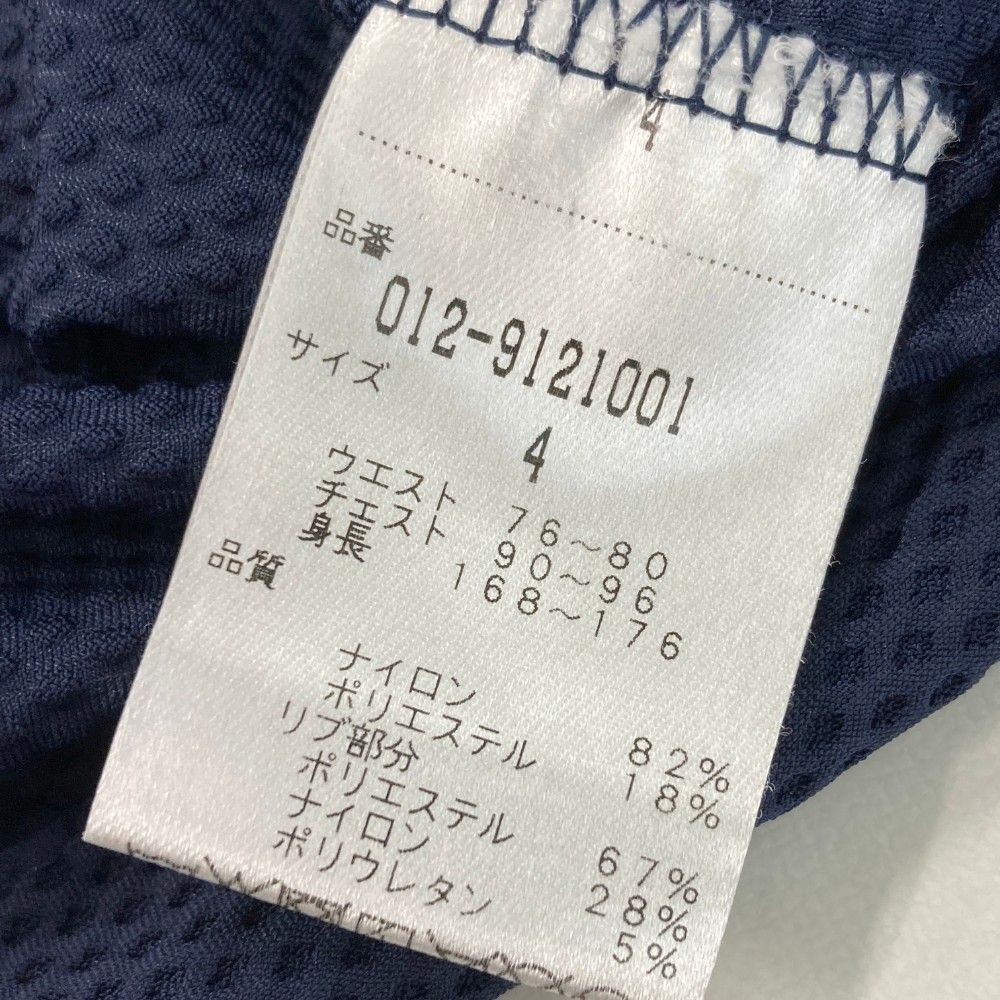 4
品番
012-9121001
サイズ
4
ウエスト 76~80
チェスト 90~96
身長 168~176
品質
ナイロン 82%
ポリエステル 18%
リブ部分
ポリエステル 67%
ナイロン 28%
ポリウレタン 5%